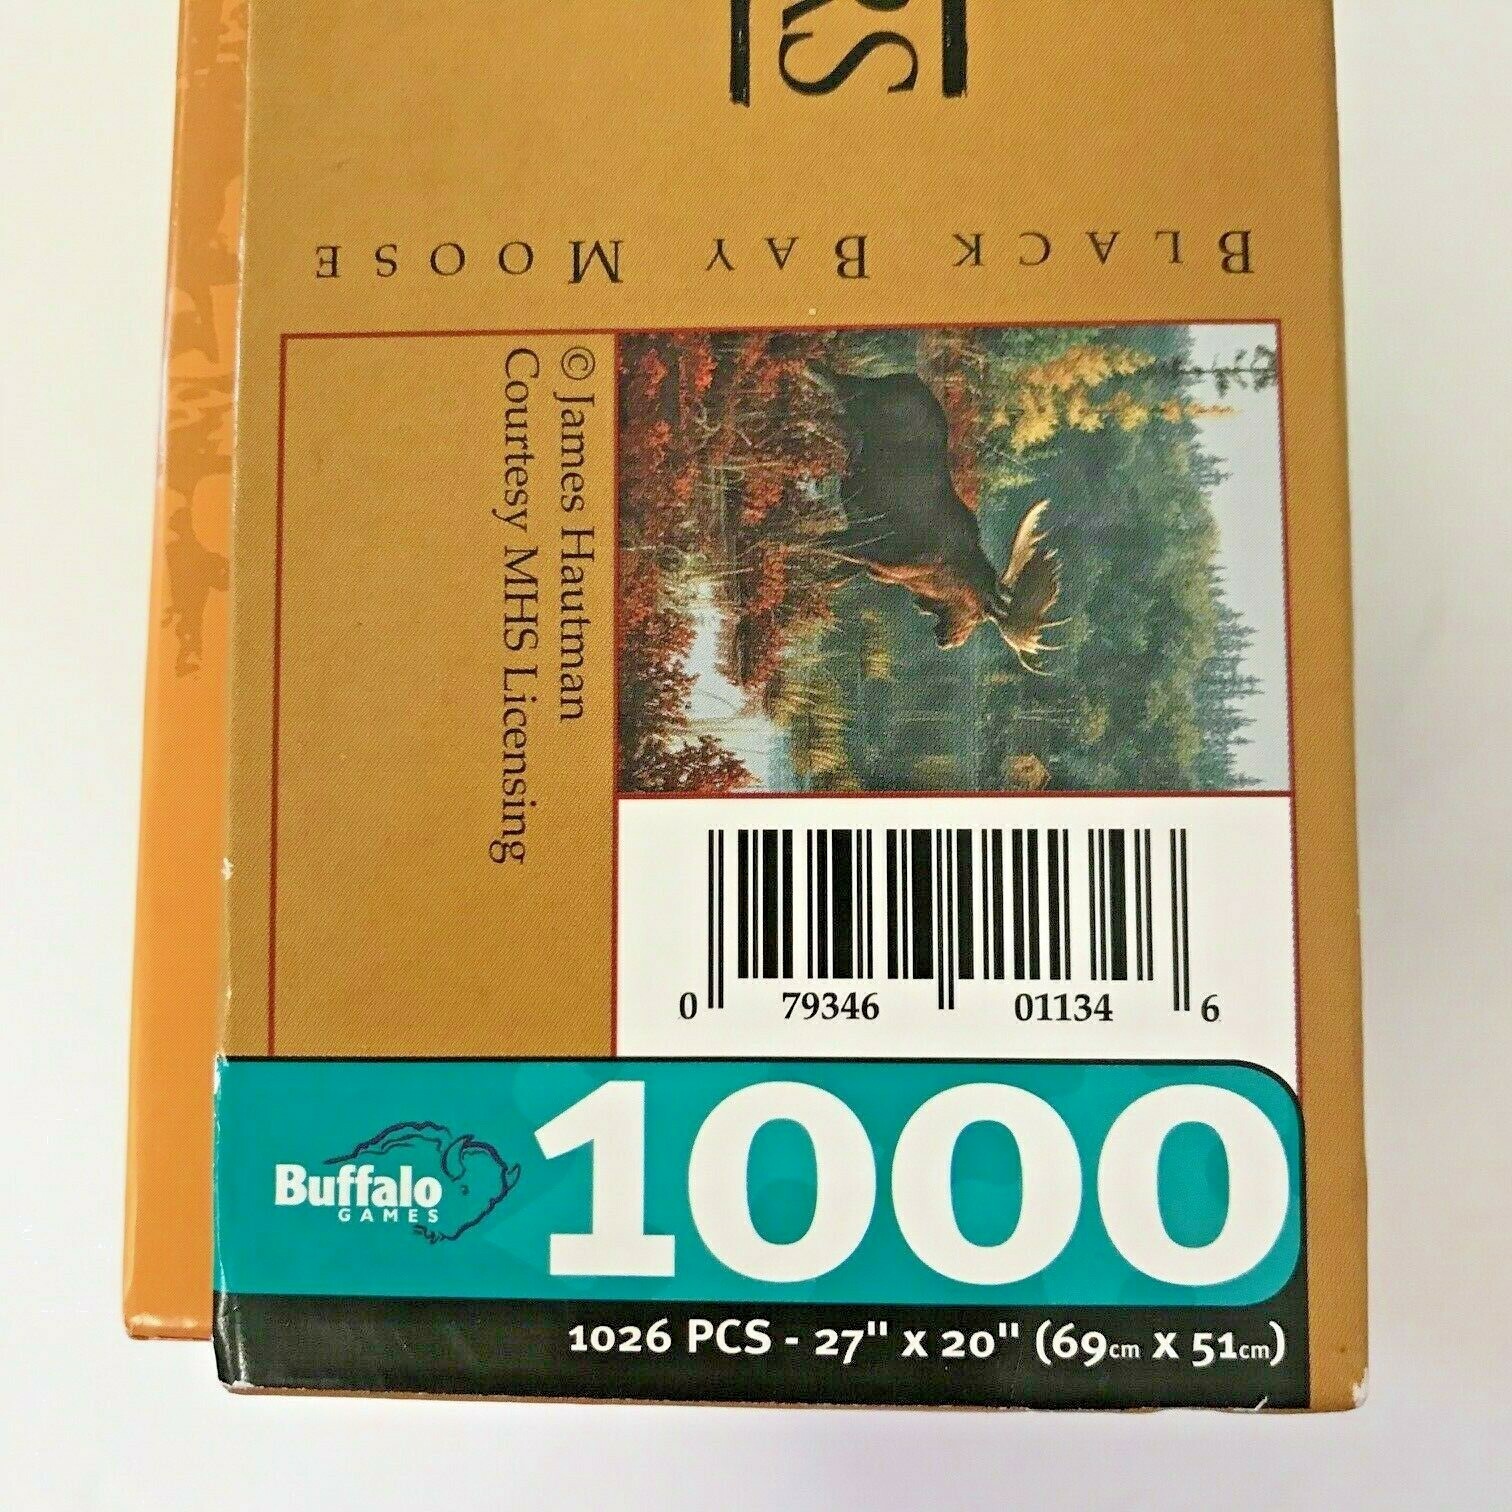 RS
BLACK BAY MOOSE
© James Hautman
Courtesy MHS Licensing
0 79346 01134 6
Buffalo
GAMES
1000
1026 PCS - 27" x 20" (69cm x 51cm)